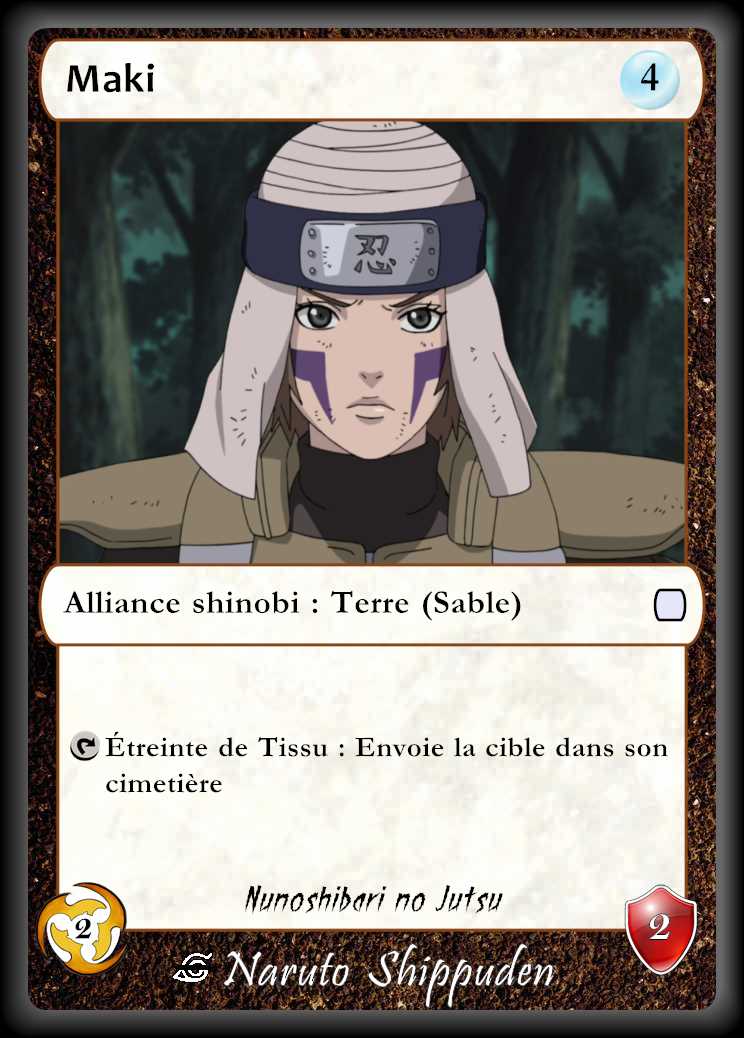 Maki
4
忍
Alliance shinobi : Terre (Sable)
Étreinte de Tissu : Envoie la cible dans son
cimetière
Nunoshibari no Jutsu
2
2
Naruto Shippuden